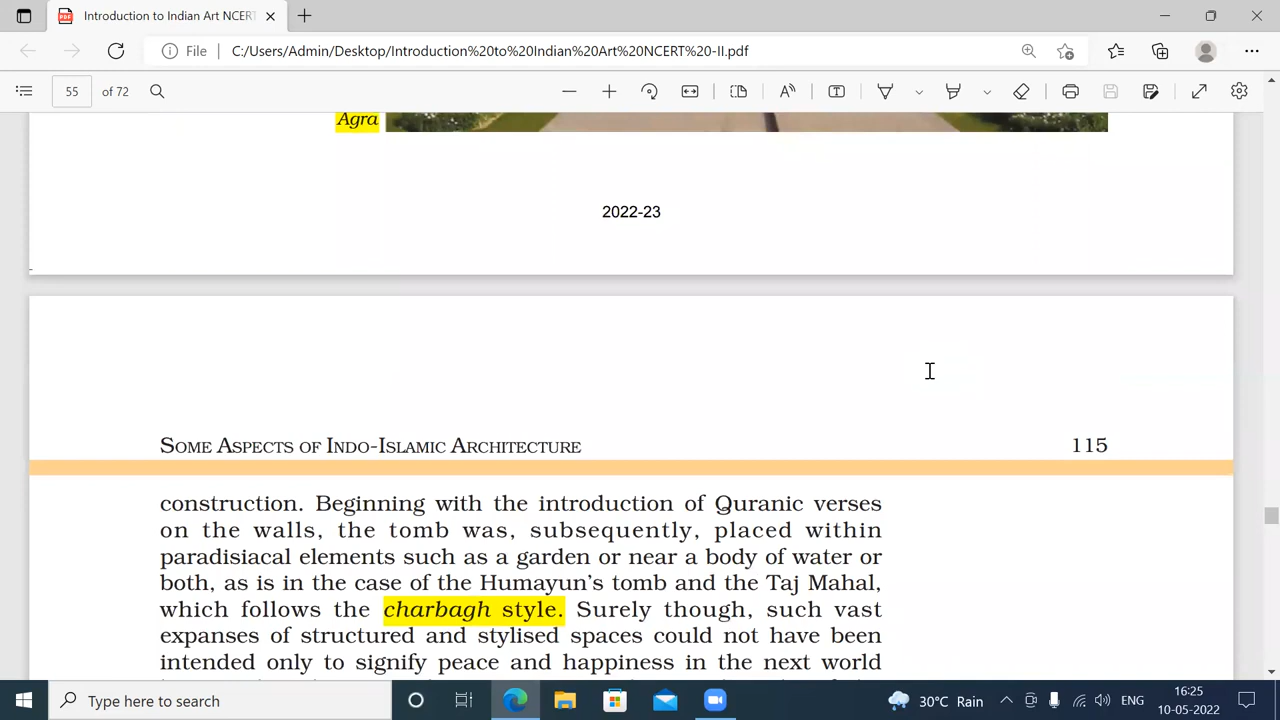 Introduction to Indian Art NCERT
File
C:/Users/Admin/Desktop/Introduction%20to%20Indian%20Art%20NCERT%20-II.pdf
55 of 72
Agra
2022-23
SOME ASPECTS OF INDO-ISLAMIC ARCHITECTURE 115
construction. Beginning with the introduction of Quranic verses
on the walls, the tomb was, subsequently, placed within
paradisiacal elements such as a garden or near a body of water or
both, as is in the case of the Humayun's tomb and the Taj Mahal,
which follows the charbagh style. Surely though, such vast
expanses of structured and stylised spaces could not have been
intended only to signify peace and happiness in the next world
Type here to search
30°C Rain
ENG
16:25
10-05-2022